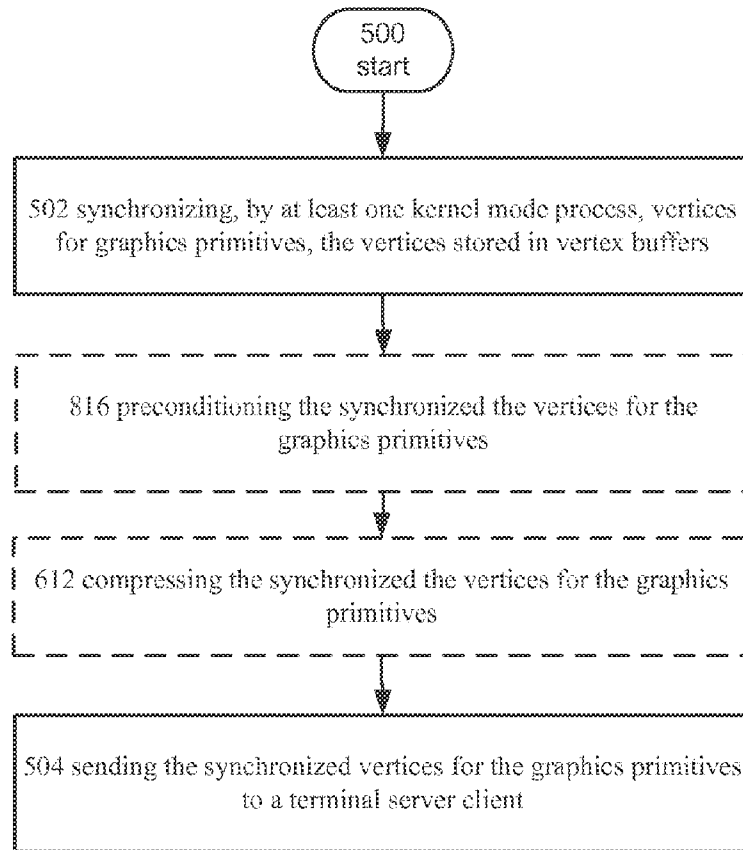 500
start
502 synchronizing, by at least one kernel mode process, vertices
for graphics primitives, the vertices stored in vertex buffers
816 preconditioning the synchronized the vertices for the
graphics primitives
612 compressing the synchronized the vertices for the graphics
primitives
504 sending the synchronized vertices for the graphics primitives
to a terminal server client